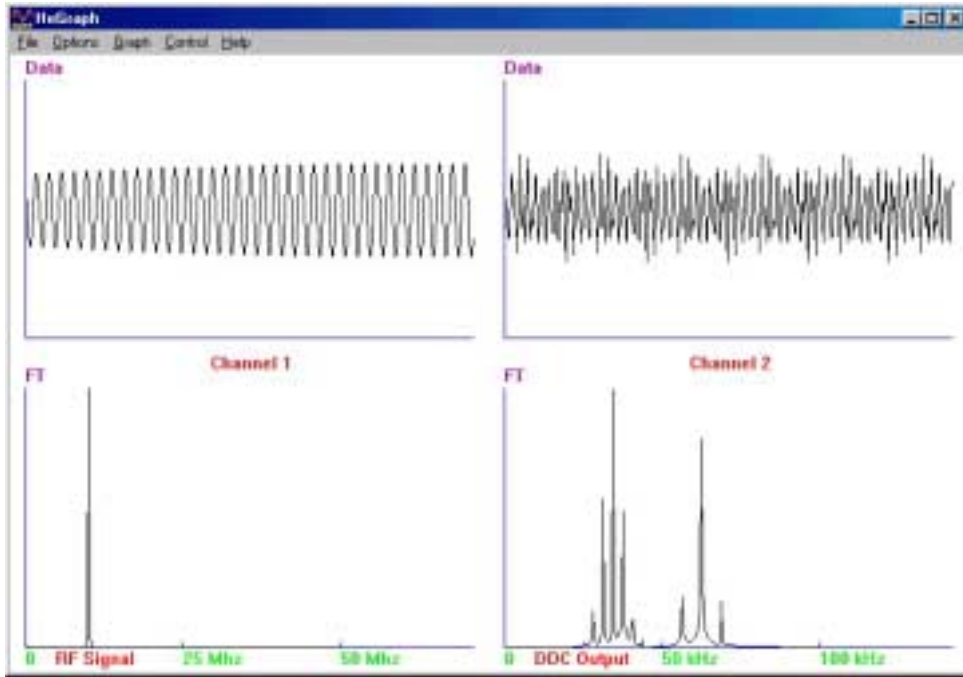 NeGraph
File Options Graph Control Help
Data
Data
Channel 1
Channel 2
FT
FT
0 RF Signal 25 Mhz 50 Mhz
0 DDC Output 50 kHz 100 kHz